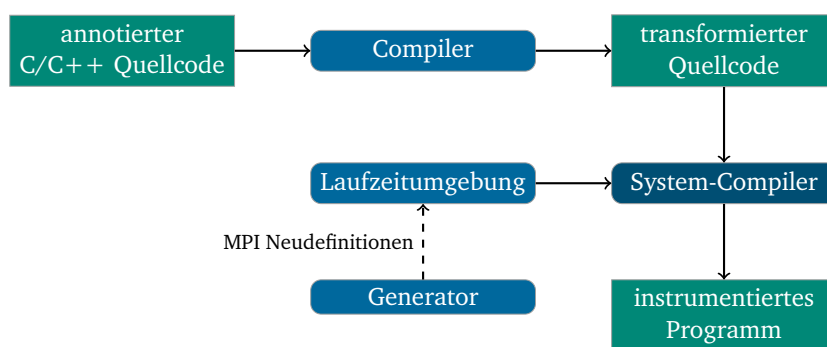 annotierter
C/C++ Quellcode
Compiler
transformierter
Quellcode
Laufzeitumgebung
System-Compiler
MPI Neudefinitionen
Generator
instrumentiertes
Programm